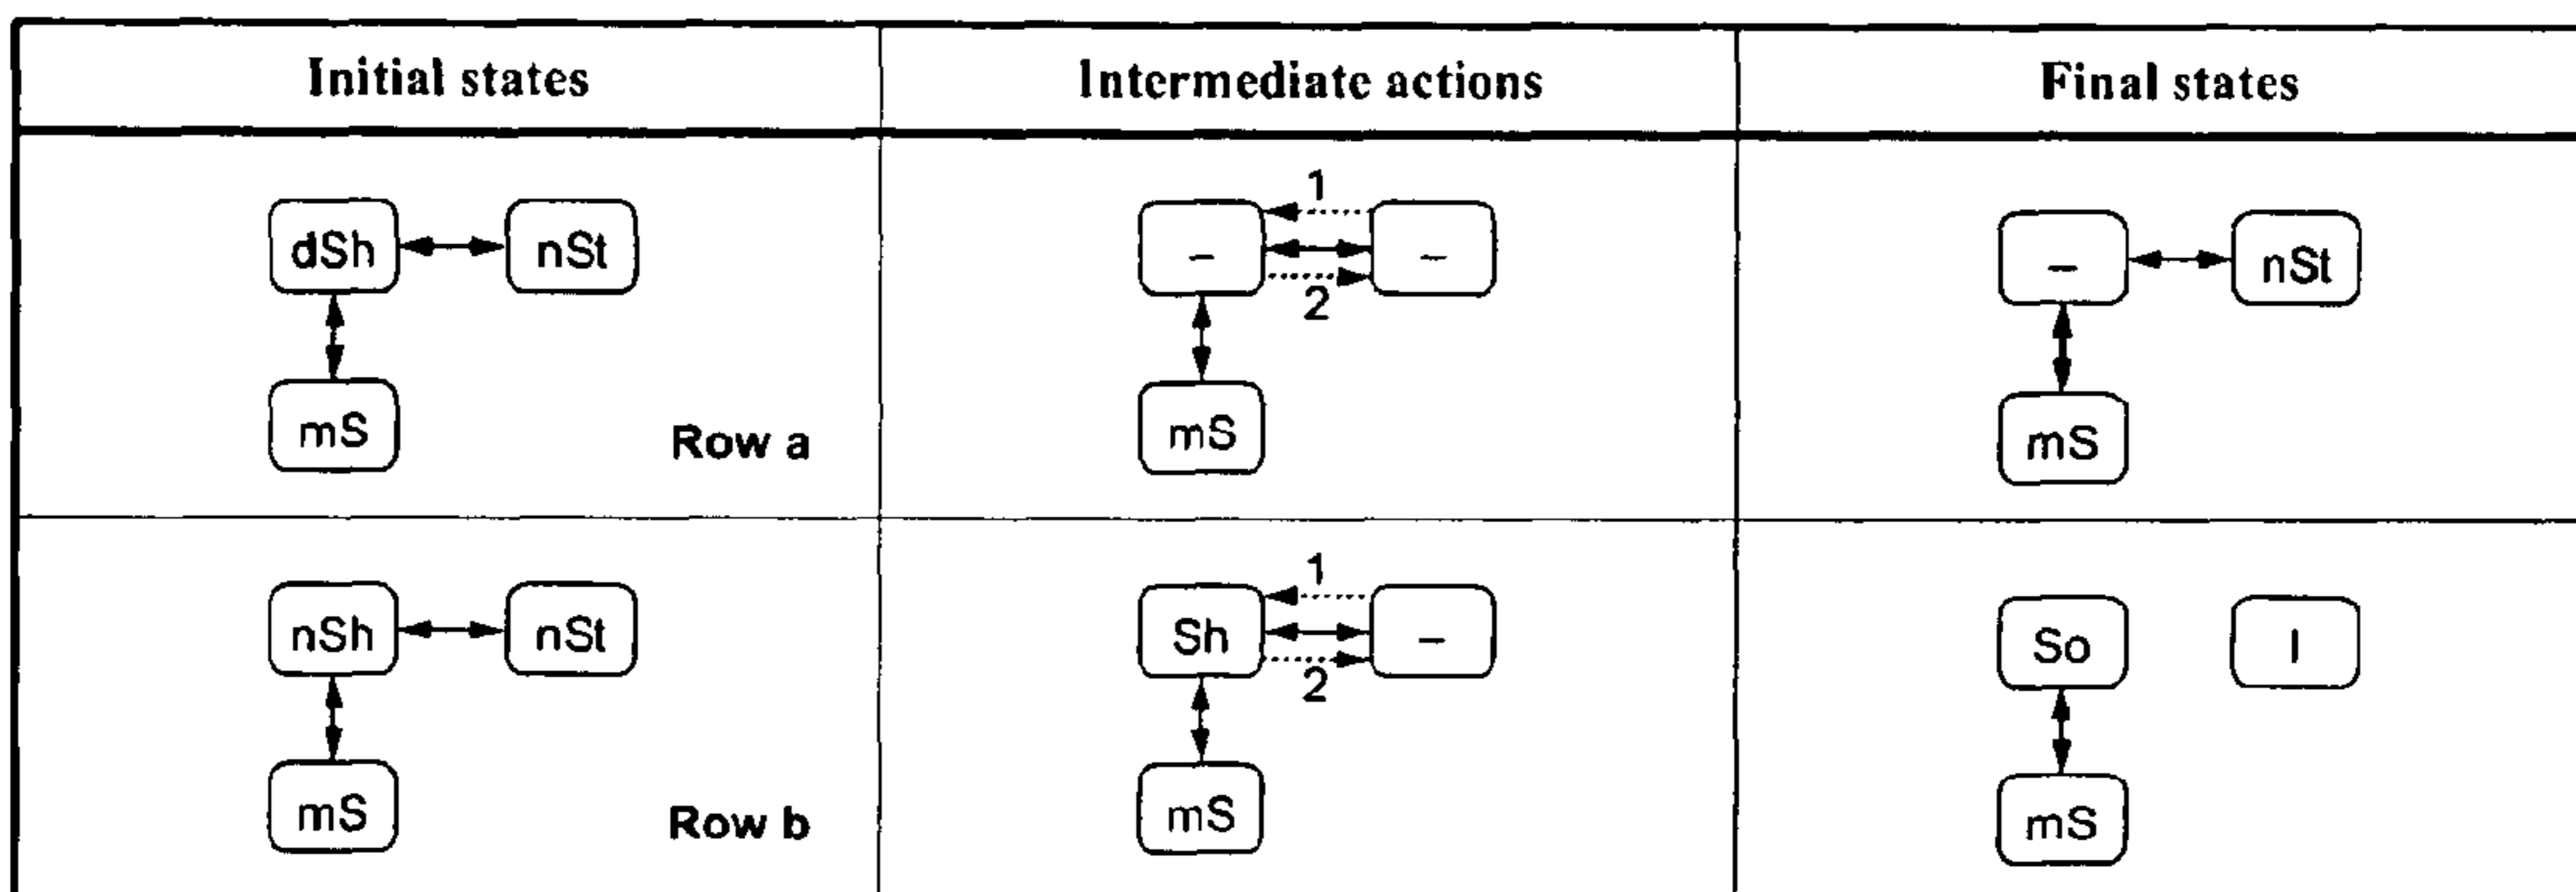 Initial states Intermediate actions Final states
1
dSh nSt – – – nSt
2
mS Row a mS mS
1
nSh nSt Sh – So I
2
mS Row b mS mS